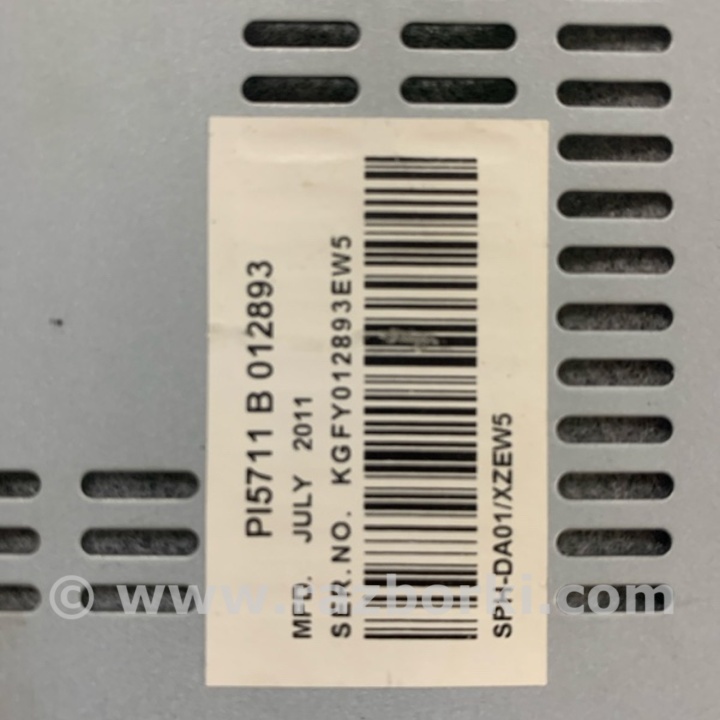 PI5711 B 012893
MFD. JULY 2011
SER.NO. KGFY012893EW5
SPH-DA01/XZEW5
© www.razborki.com